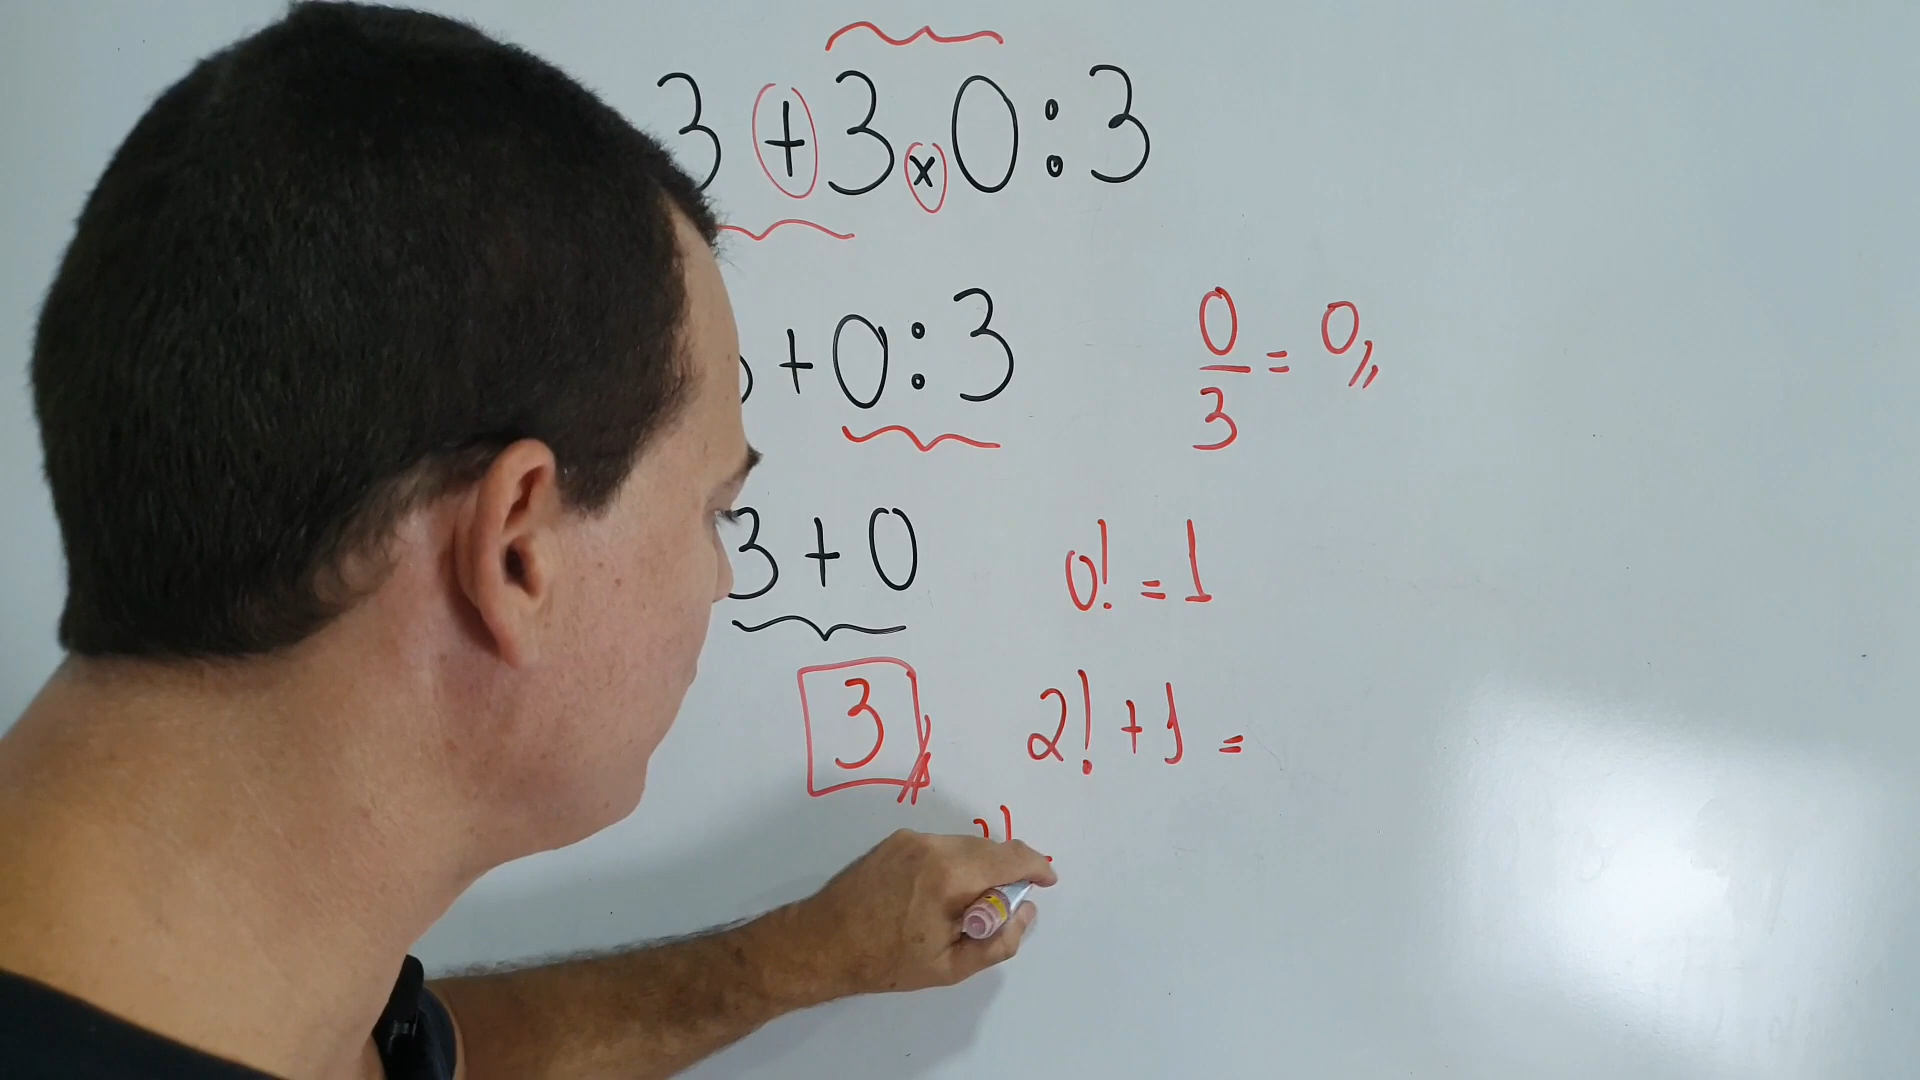 3 + 3 × 0 : 3
+ 0 : 3
0/3 = 0,,
3 + 0
0! = 1
3
2! + 1 =